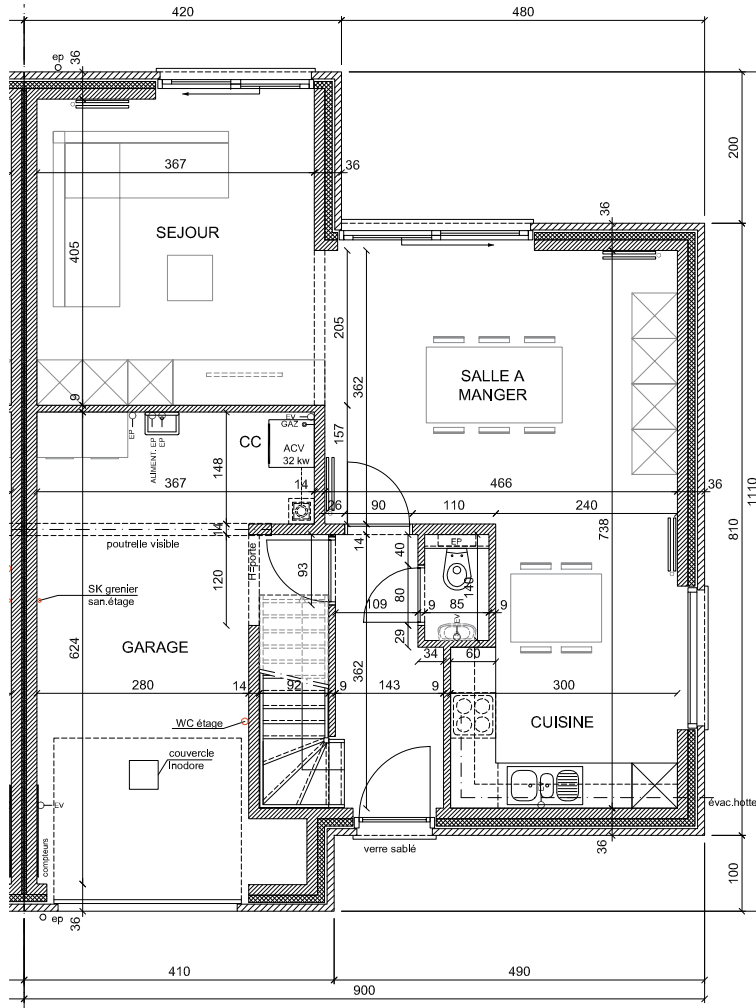 420
480
ep
36
200
367
36
36
SEJOUR
405
205
362
SALLE A
MANGER
9
EP
ALIMENT. EP
EP
EV
GAZ
CC
ACV
32 kw
157
148
367
14
466
36
1110
810
26
90
110
240
738
14
14
poutrelle visible
H=porte
40
EP
120
93
80
149
SK grenier
san.étage
109
9
85
9
EV
29
GARAGE
624
362
34
60
280
14
92
9
143
9
300
WC étage
CUISINE
couvercle
Inodore
EV
compteurs
EV
évac.hotte
verre sablé
36
100
ep
36
410
490
900